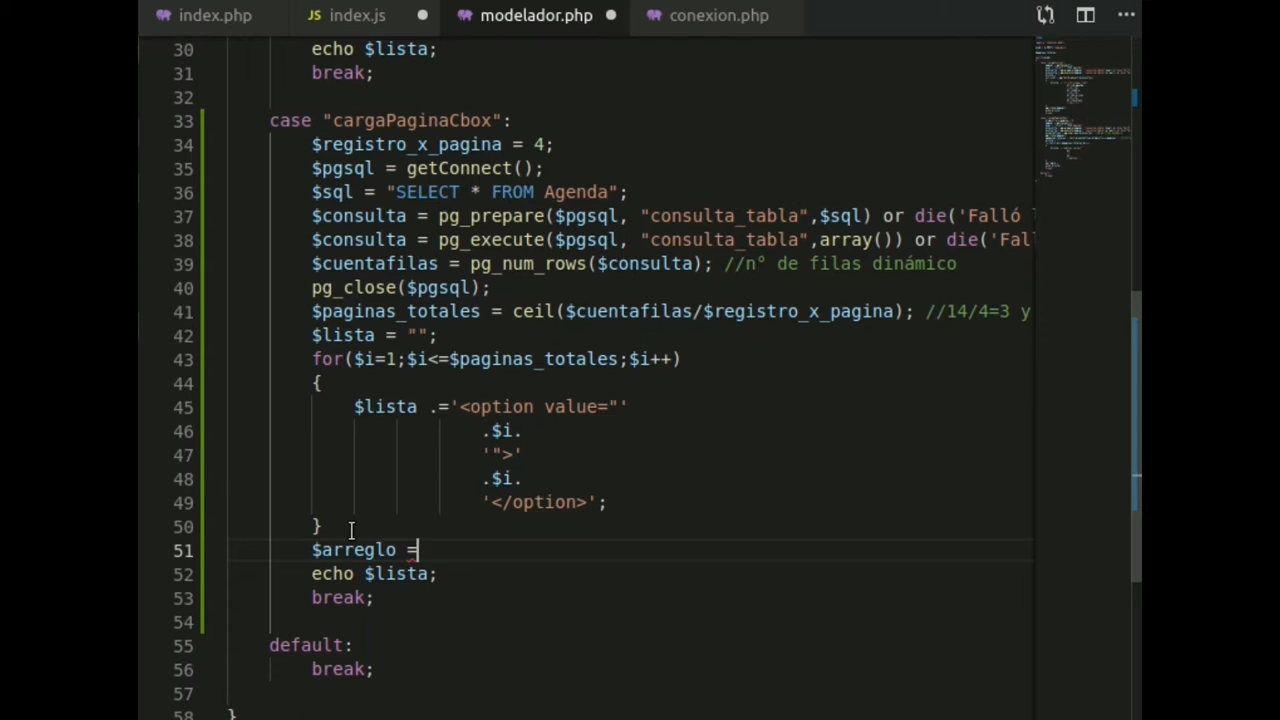 index.php
JS index.js
modelador.php
conexion.php
30 echo $lista;
31 break;
32
33 case "cargaPaginaCbox":
34 $registro_x_pagina = 4;
35 $pgsql = getConnect();
36 $sql = "SELECT * FROM Agenda";
37 $consulta = pg_prepare($pgsql, "consulta_tabla",$sql) or die('Falló
38 $consulta = pg_execute($pgsql, "consulta_tabla",array()) or die('Fal
39 $cuentafilas = pg_num_rows($consulta); //n° de filas dinámico
40 pg_close($pgsql);
41 $paginas_totales = ceil($cuentafilas/$registro_x_pagina); //14/4=3 y
42 $lista = "";
43 for($i=1;$i<=$paginas_totales;$i++)
44 {
45 $lista .='<option value="'
46 .$i.
47 '">'
48 .$i.
49 '</option>';
50 }
51 $arreglo =
52 echo $lista;
53 break;
54
55 default:
56 break;
57
58 }